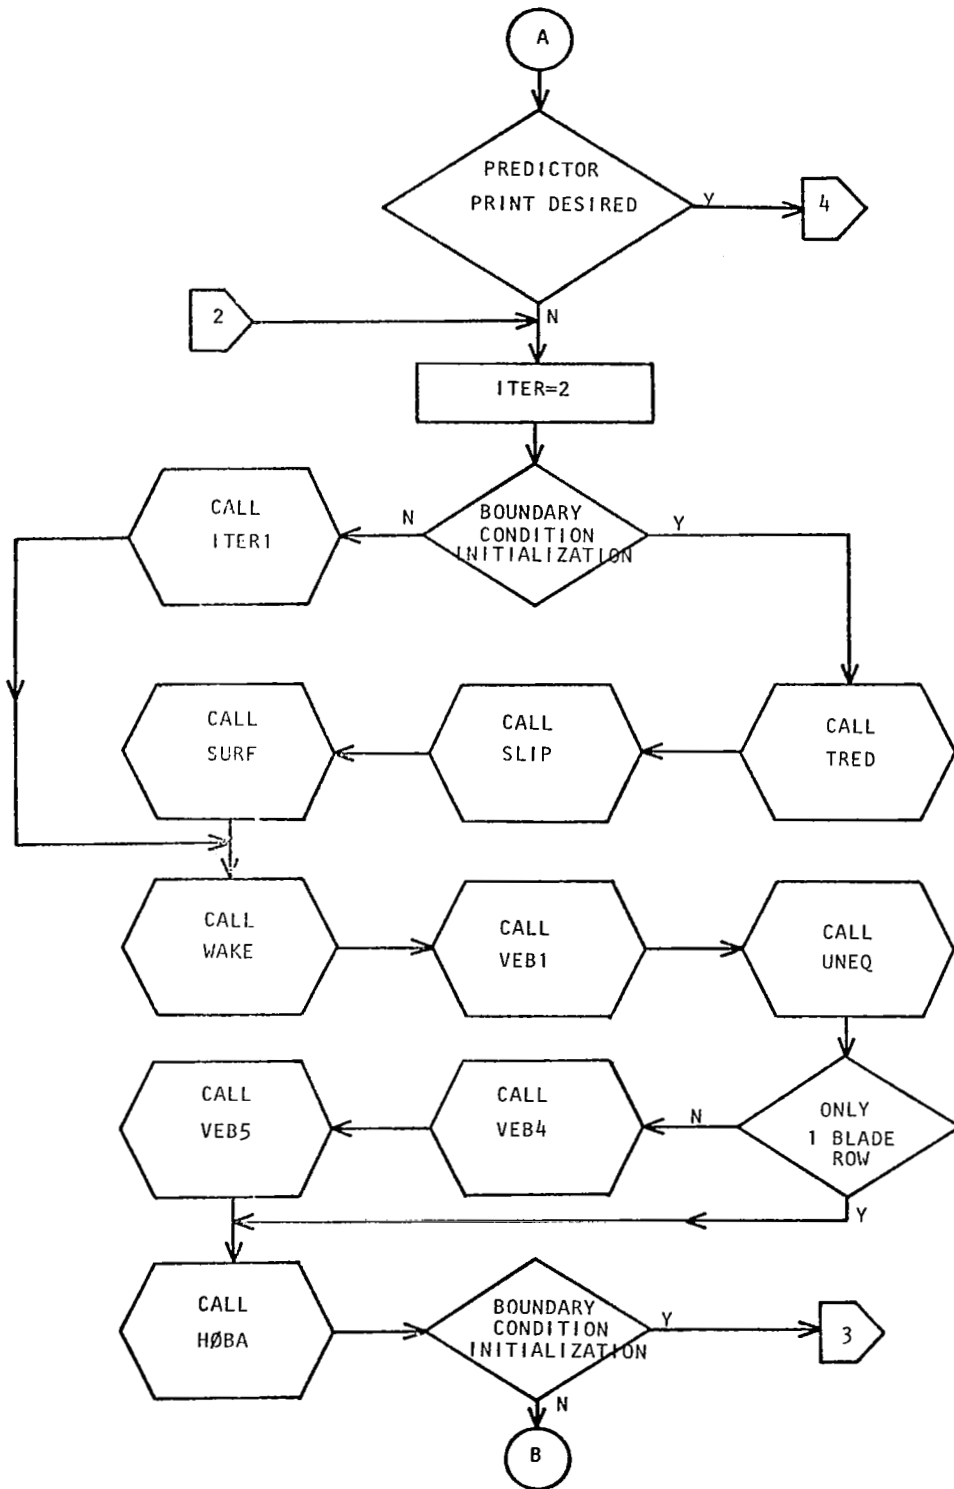 A
PREDICTOR
PRINT DESIRED
Y
4
2
N
ITER=2
CALL
ITER1
N
BOUNDARY
CONDITION
INITIALIZATION
Y
CALL
SURF
CALL
SLIP
CALL
TRED
CALL
WAKE
CALL
VEB1
CALL
UNEQ
CALL
VEB5
CALL
VEB4
N
ONLY
1 BLADE
ROW
Y
CALL
HØBA
BOUNDARY
CONDITION
INITIALIZATION
Y
3
N
B